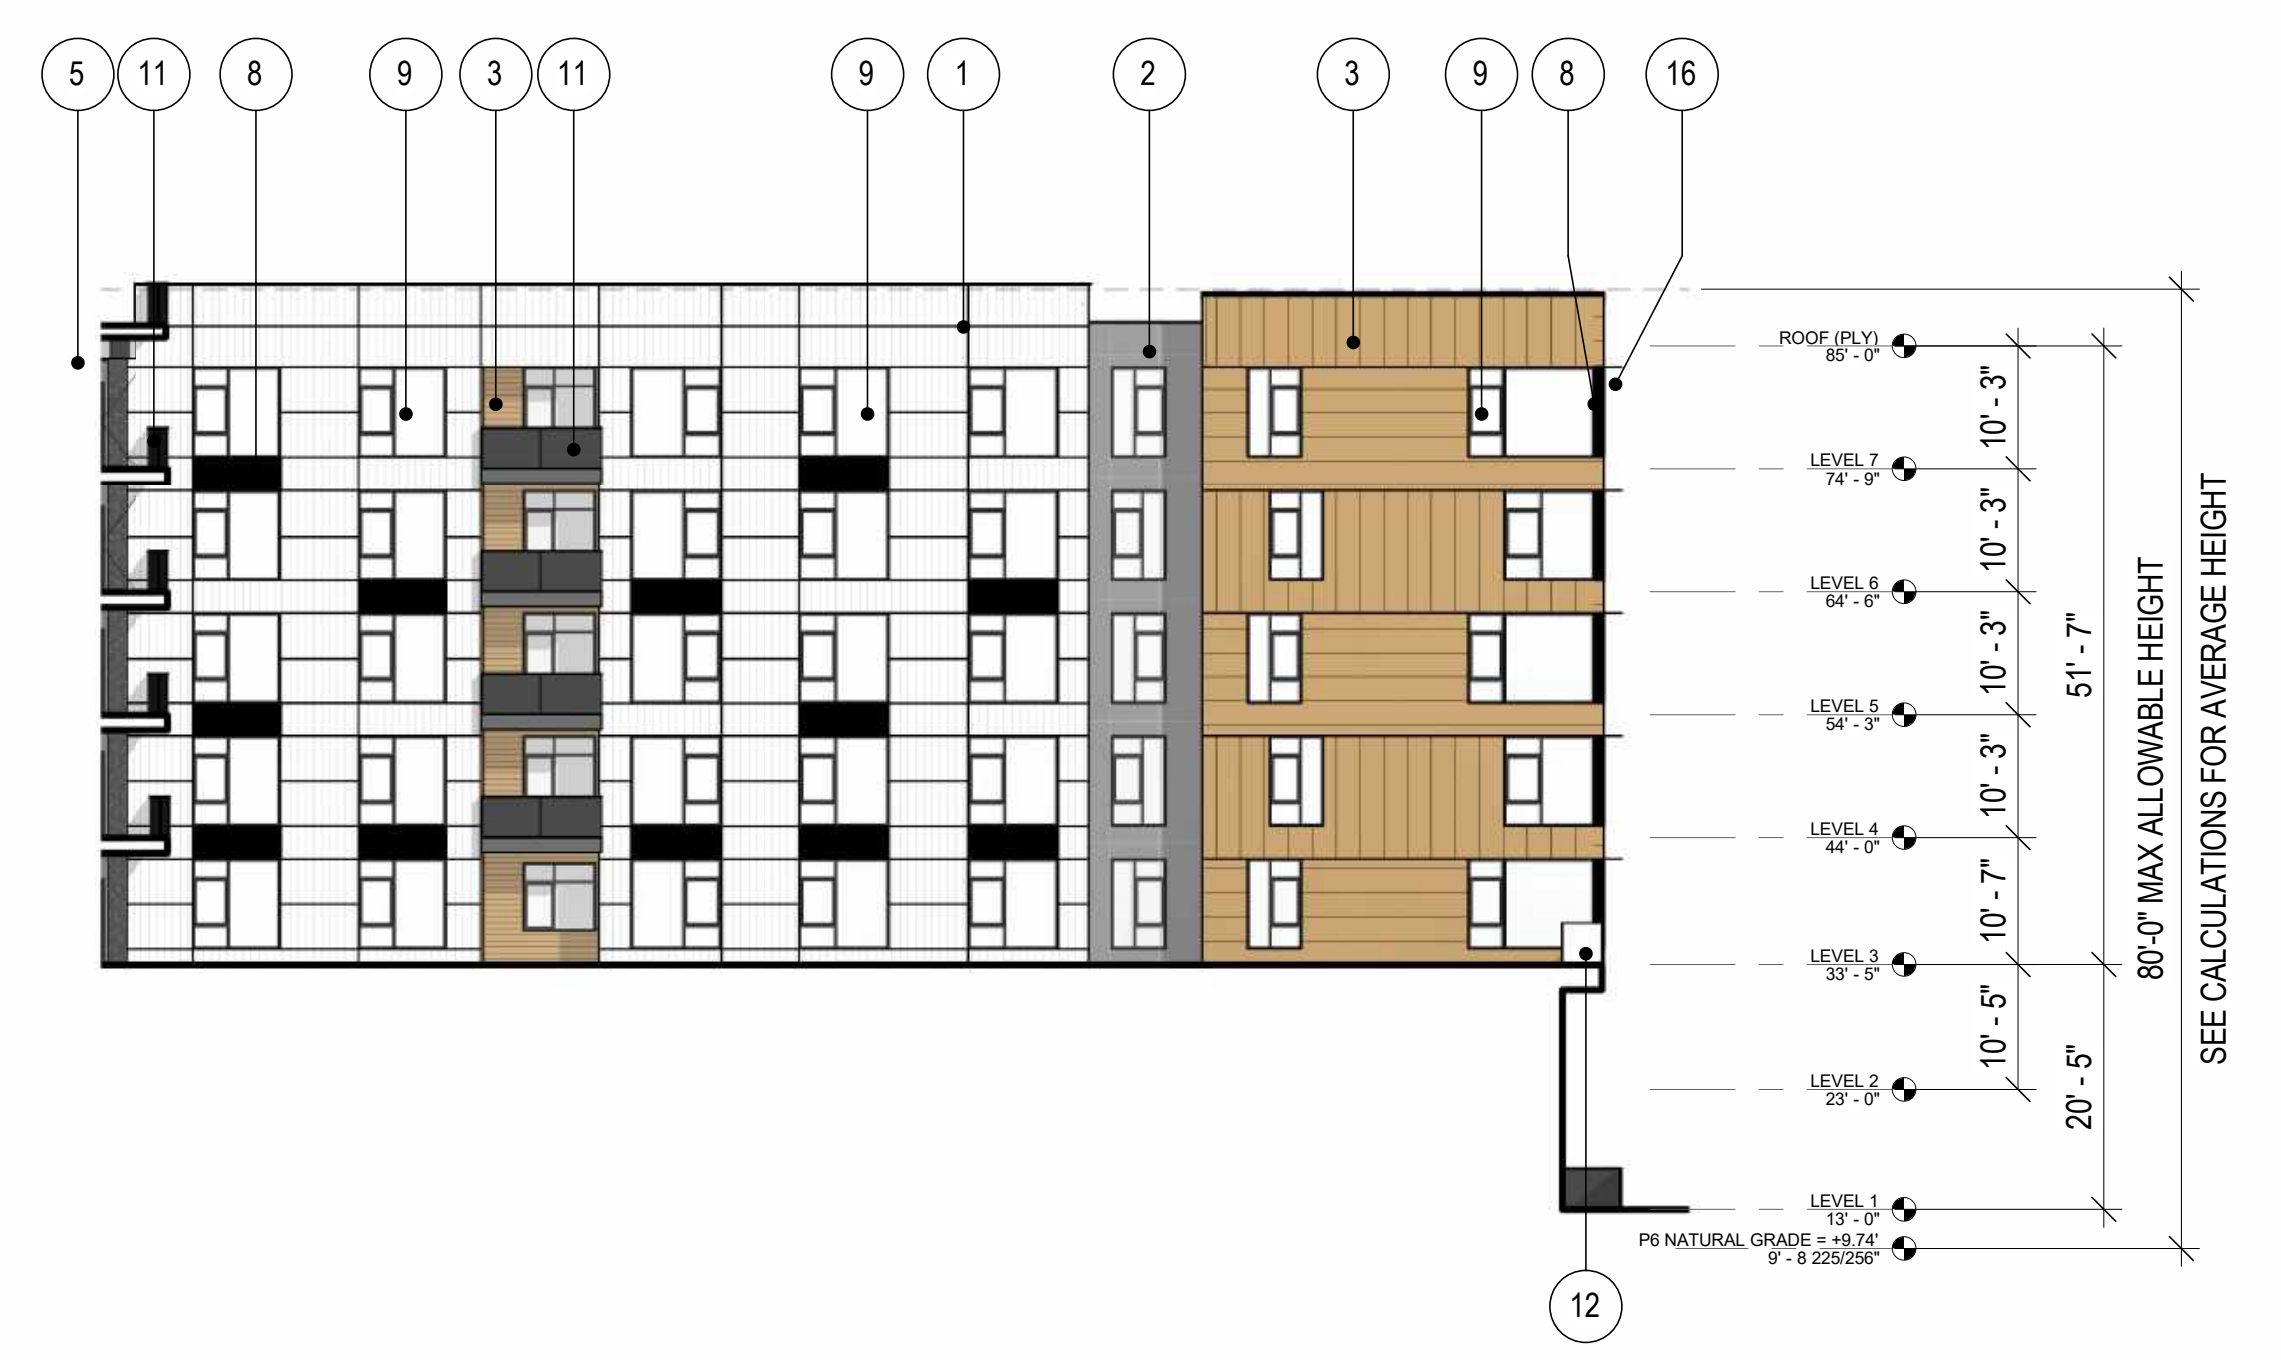 5
11
8
9
3
11
9
1
2
3
9
8
16
ROOF (PLY)
85' - 0"
10' - 3"
LEVEL 7
74' - 9"
10' - 3"
LEVEL 6
64' - 6"
10' - 3"
LEVEL 5
54' - 3"
10' - 3"
LEVEL 4
44' - 0"
10' - 7"
LEVEL 3
33' - 5"
10' - 5"
LEVEL 2
23' - 0"
LEVEL 1
13' - 0"
P6 NATURAL GRADE = +9.74'
9' - 8 225/256"
51' - 7"
20' - 5"
80'-0" MAX ALLOWABLE HEIGHT
SEE CALCULATIONS FOR AVERAGE HEIGHT
12